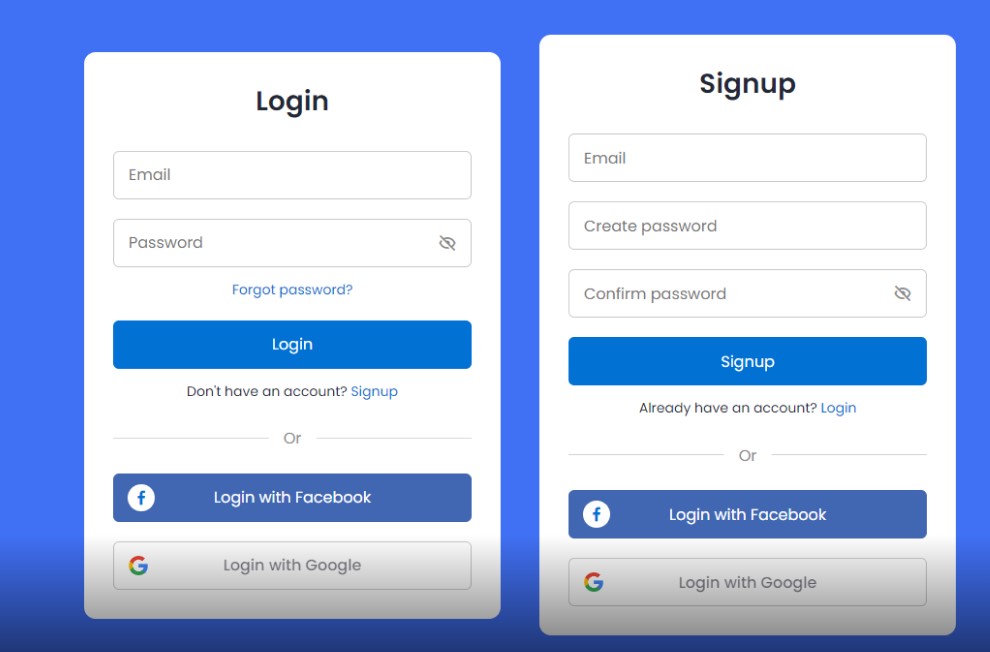 Login
Email
Password
Forgot password?
Login
Don't have an account? Signup
Or
Login with Facebook
Login with Google
Signup
Email
Create password
Confirm password
Signup
Already have an account? Login
Or
Login with Facebook
Login with Google